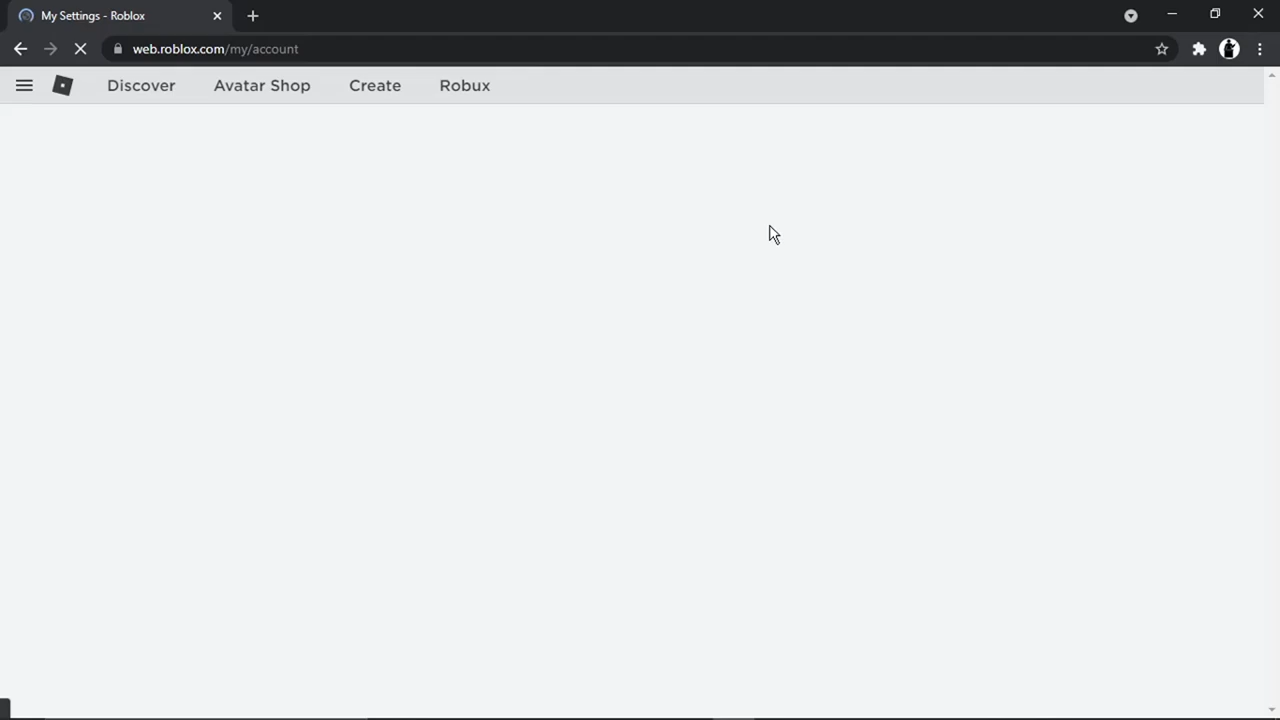 My Settings - Roblox
web.roblox.com/my/account
Discover
Avatar Shop
Create
Robux